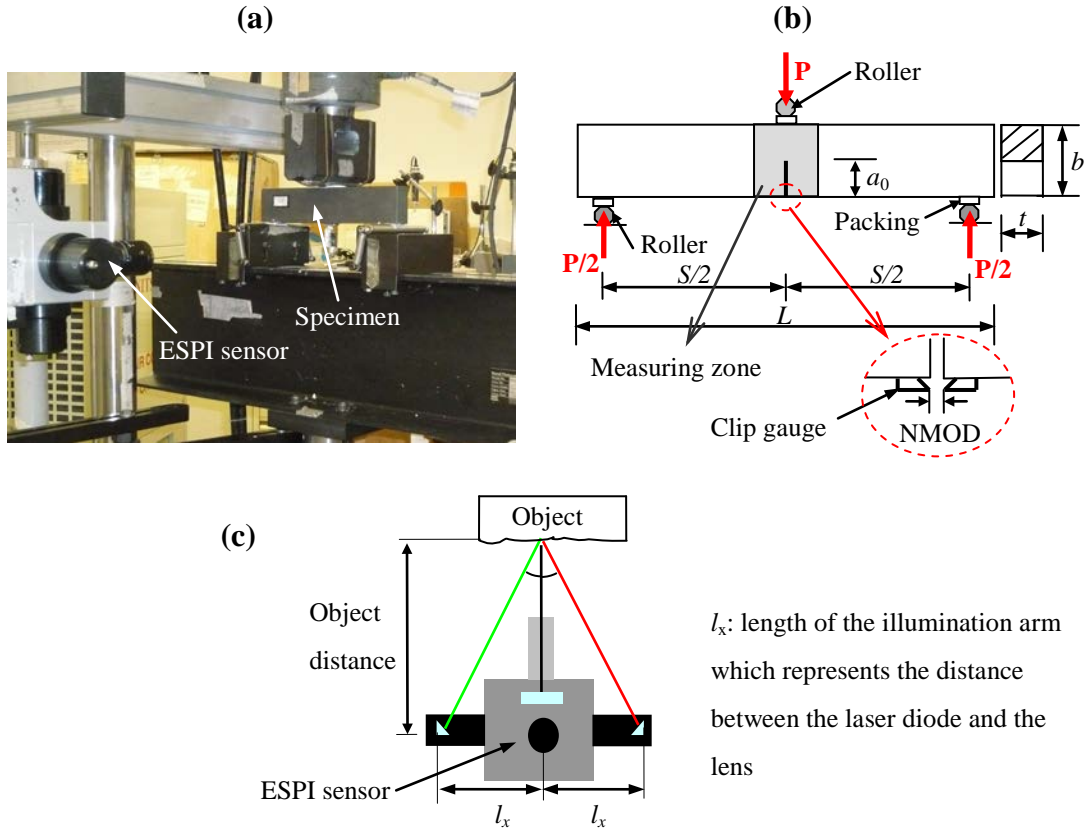 (a)
Specimen
ESPI sensor
(b)
P
Roller
a0
b
Packing
t
Roller
P/2
P/2
S/2
S/2
L
Measuring zone
Clip gauge
NMOD
(c)
Object
Object
distance
ESPI sensor
lx
lx
lx: length of the illumination arm
which represents the distance
between the laser diode and the
lens